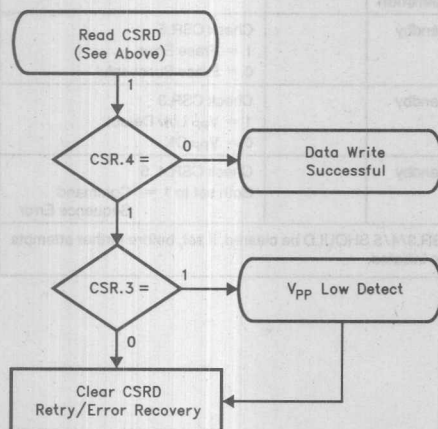 Read CSRD
(See Above)
1
CSR.4 =
0
Data Write
Successful
1
CSR.3 =
1
VPP Low Detect
0
Clear CSRD
Retry/Error Recovery